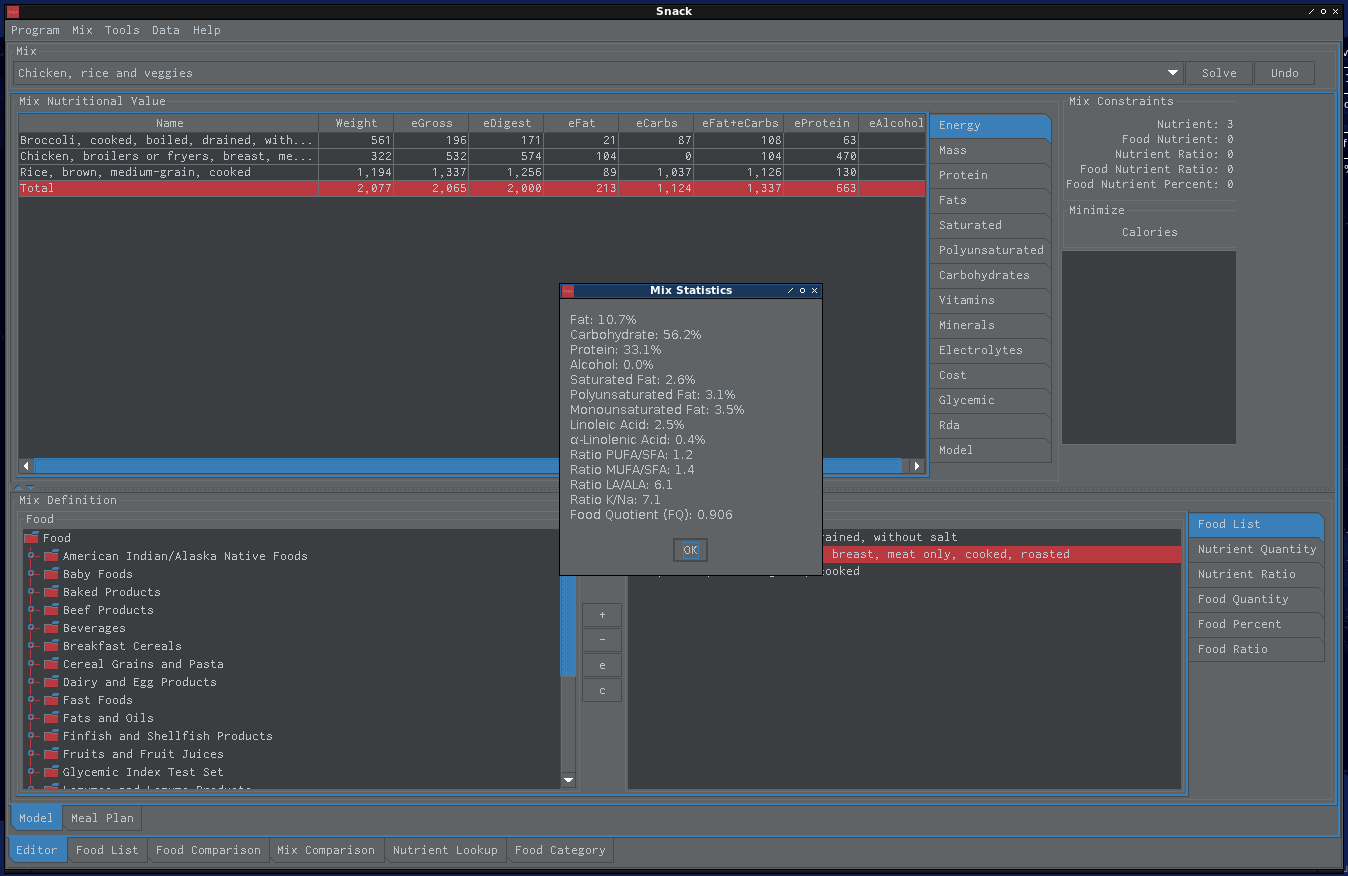 Snack
Program Mix Tools Data Help
Mix
Chicken, rice and veggies Solve Undo
Mix Nutritional Value
Name Weight eGross eDigest eFat eCarbs eFat+eCarbs eProtein eAlcohol
Broccoli, cooked, boiled, drained, with... 561 196 171 21 87 108 63
Chicken, broilers or fryers, breast, me... 322 532 574 104 0 104 470
Rice, brown, medium-grain, cooked 1,194 1,337 1,256 89 1,037 1,126 130
Total 2,077 2,065 2,000 213 1,124 1,337 663
Energy
Mass
Protein
Fats
Saturated
Polyunsaturated
Carbohydrates
Vitamins
Minerals
Electrolytes
Cost
Glycemic
Rda
Model
Mix Constraints
Nutrient: 3
Food Nutrient: 0
Nutrient Ratio: 0
Food Nutrient Ratio: 0
Food Nutrient Percent: 0
Minimize
Calories
Mix Statistics
Fat: 10.7%
Carbohydrate: 56.2%
Protein: 33.1%
Alcohol: 0.0%
Saturated Fat: 2.6%
Polyunsaturated Fat: 3.1%
Monounsaturated Fat: 3.5%
Linoleic Acid: 2.5%
α-Linolenic Acid: 0.4%
Ratio PUFA/SFA: 1.2
Ratio MUFA/SFA: 1.4
Ratio LA/ALA: 6.1
Ratio K/Na: 7.1
Food Quotient (FQ): 0.906
OK
Mix Definition
Food
Food
American Indian/Alaska Native Foods
Baby Foods
Baked Products
Beef Products
Beverages
Breakfast Cereals
Cereal Grains and Pasta
Dairy and Egg Products
Fast Foods
Fats and Oils
Finfish and Shellfish Products
Fruits and Fruit Juices
Glycemic Index Test Set
Legumes and Legume Products
+
−
e
c
rained, without salt
breast, meat only, cooked, roasted
cooked
Food List
Nutrient Quantity
Nutrient Ratio
Food Quantity
Food Percent
Food Ratio
Model Meal Plan
Editor Food List Food Comparison Mix Comparison Nutrient Lookup Food Category